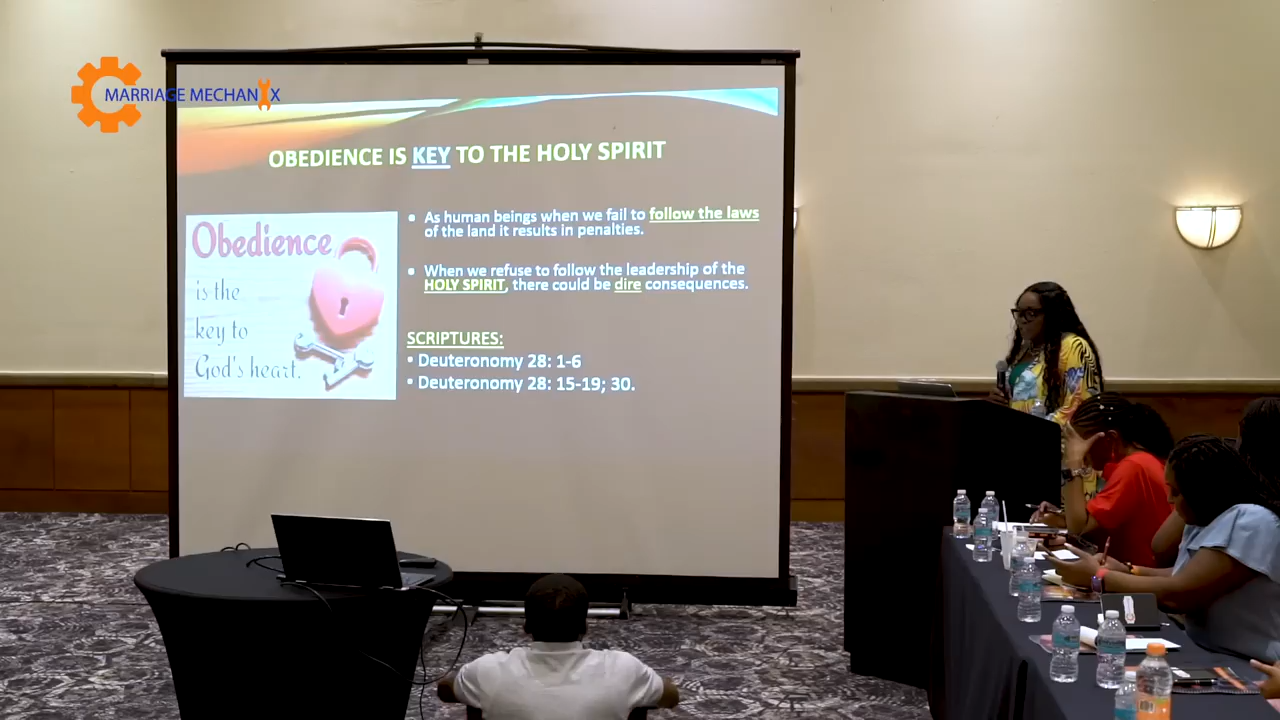 MARRIAGE MECHANIX
OBEDIENCE IS KEY TO THE HOLY SPIRIT
Obedience
is the
key to
God's heart.
• As human beings when we fail to follow the laws
of the land it results in penalties.
• When we refuse to follow the leadership of the
HOLY SPIRIT, there could be dire consequences.
SCRIPTURES:
• Deuteronomy 28: 1-6
• Deuteronomy 28: 15-19; 30.